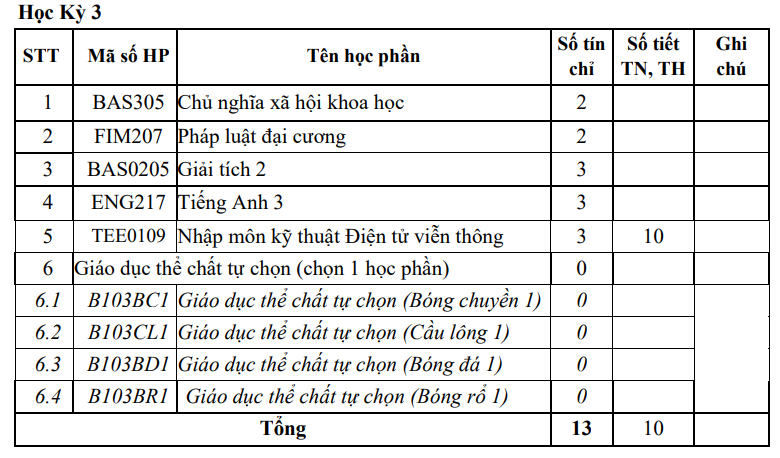 Học Kỳ 3
STT Mã số HP Tên học phần Số tín chỉ Số tiết TN, TH Ghi chú
1 BAS305 Chủ nghĩa xã hội khoa học 2
2 FIM207 Pháp luật đại cương 2
3 BAS0205 Giải tích 2 3
4 ENG217 Tiếng Anh 3 3
5 TEE0109 Nhập môn kỹ thuật Điện tử viễn thông 3 10
6 Giáo dục thể chất tự chọn (chọn 1 học phần) 0
6.1 B103BC1 Giáo dục thể chất tự chọn (Bóng chuyền 1) 0
6.2 B103CL1 Giáo dục thể chất tự chọn (Cầu lông 1) 0
6.3 B103BD1 Giáo dục thể chất tự chọn (Bóng đá 1) 0
6.4 B103BR1 Giáo dục thể chất tự chọn (Bóng rổ 1) 0
Tổng 13 10